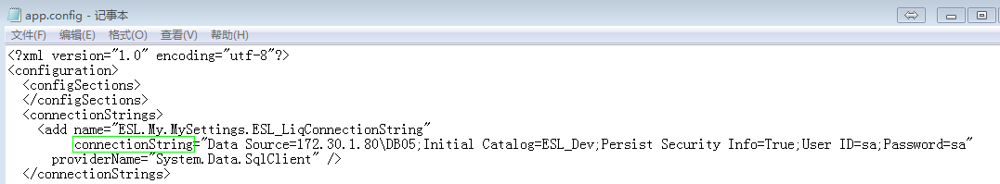 app.config - 记事本
文件(F) 编辑(E) 格式(O) 查看(V) 帮助(H)
<?xml version="1.0" encoding="utf-8"?>
<configuration>
  <configSections>
  </configSections>
  <connectionStrings>
    <add name="ESL.My.MySettings.ESL_LiqConnectionString"
         connectionString="Data Source=172.30.1.80\DB05;Initial Catalog=ESL_Dev;Persist Security Info=True;User ID=sa;Password=sa"
      providerName="System.Data.SqlClient" />
  </connectionStrings>